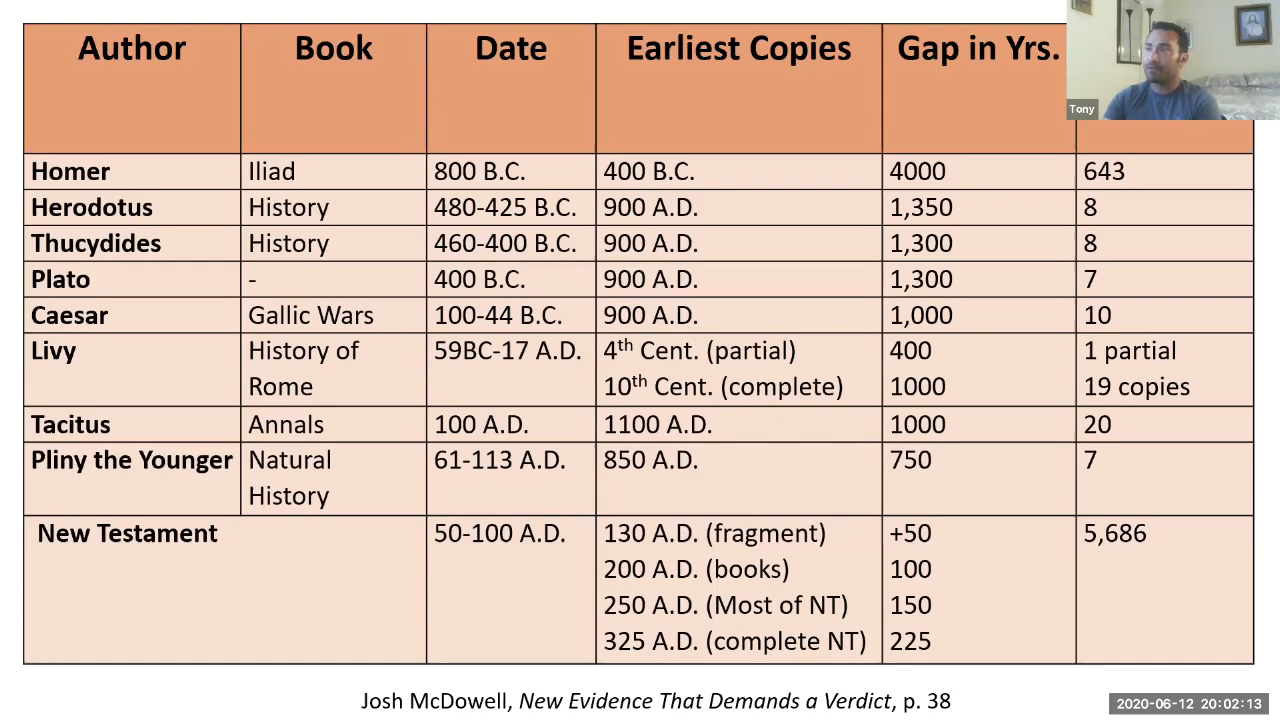 Author Book Date Earliest Copies Gap in Yrs.
Tony
Homer Iliad 800 B.C. 400 B.C. 4000 643
Herodotus History 480-425 B.C. 900 A.D. 1,350 8
Thucydides History 460-400 B.C. 900 A.D. 1,300 8
Plato - 400 B.C. 900 A.D. 1,300 7
Caesar Gallic Wars 100-44 B.C. 900 A.D. 1,000 10
Livy History of 59BC-17 A.D. 4th Cent. (partial) 400 1 partial
Rome 10th Cent. (complete) 1000 19 copies
Tacitus Annals 100 A.D. 1100 A.D. 1000 20
Pliny the Younger Natural 61-113 A.D. 850 A.D. 750 7
History
New Testament 50-100 A.D. 130 A.D. (fragment) +50 5,686
200 A.D. (books) 100
250 A.D. (Most of NT) 150
325 A.D. (complete NT) 225
Josh McDowell, New Evidence That Demands a Verdict, p. 38
2020-06-12 20:02:13